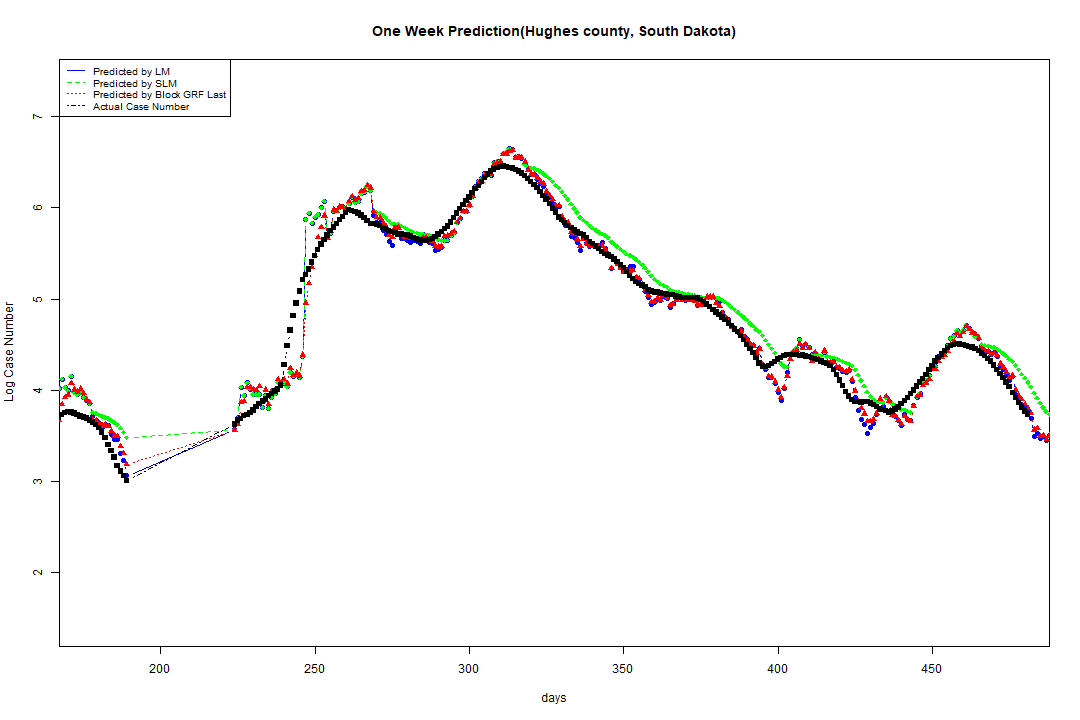 One Week Prediction(Hughes county, South Dakota)
Predicted by LM
Predicted by SLM
Predicted by Block GRF Last
Actual Case Number
7
6
5
4
3
2
Log Case Number
200 250 300 350 400 450
days